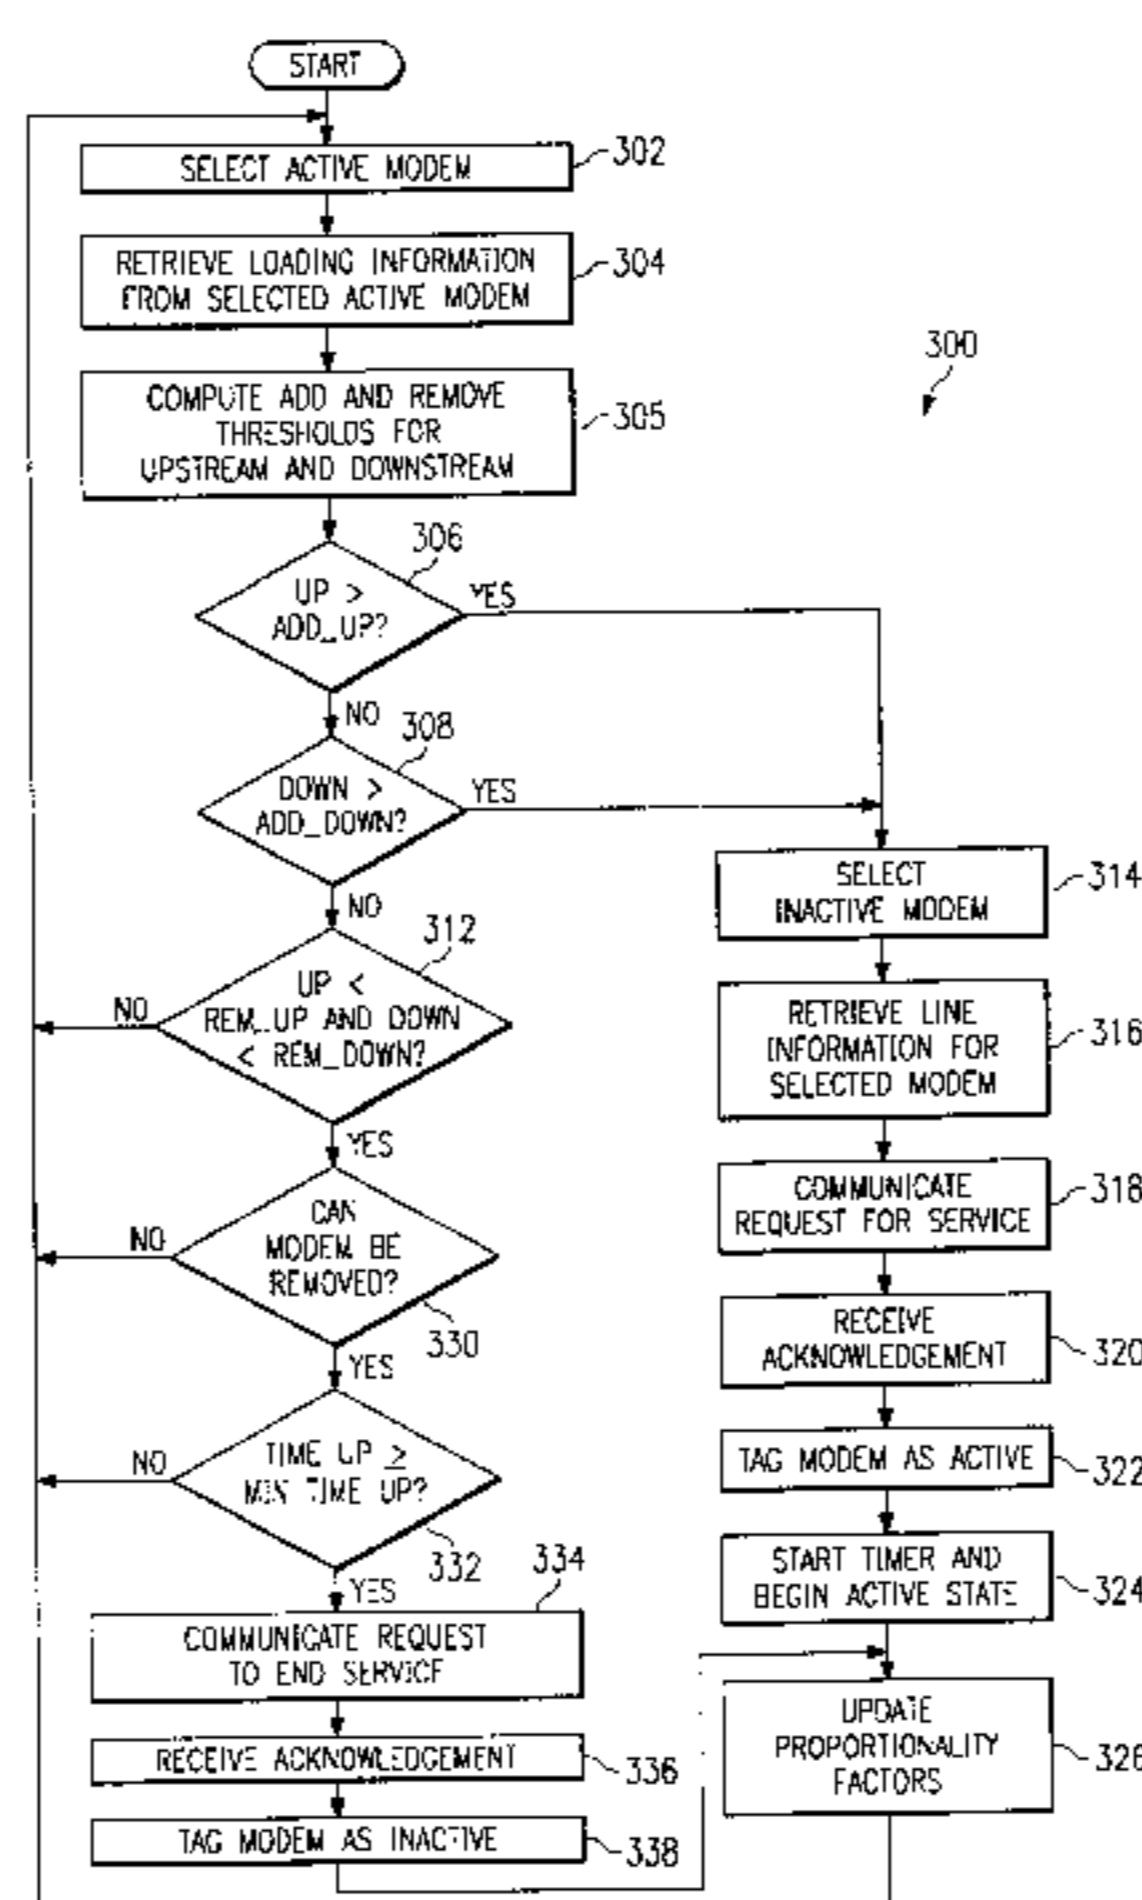 START
SELECT ACTIVE MODEM
302
RETRIEVE LOADING INFORMATION
FROM SELECTED ACTIVE MODEM
304
300
COMPUTE ADD AND REMOVE
THRESHOLDS FOR
UPSTREAM AND DOWNSTREAM
305
306
UP >
ADD_UP?
YES
NO
308
DOWN >
ADD_DOWN?
YES
NO
312
UP <
REM_UP AND DOWN
< REM_DOWN?
NO
YES
CAN
MODEM BE
REMOVED?
330
NO
YES
TIME UP ≥
MIN TIME UP?
332
NO
YES
334
COMMUNICATE REQUEST
TO END SERVICE
RECEIVE ACKNOWLEDGEMENT
336
TAG MODEM AS INACTIVE
338
SELECT
INACTIVE MODEM
314
RETRIEVE LINE
INFORMATION FOR
SELECTED MODEM
316
COMMUNICATE
REQUEST FOR SERVICE
318
RECEIVE
ACKNOWLEDGEMENT
320
TAG MODEM AS ACTIVE
322
START TIMER AND
BEGIN ACTIVE STATE
324
UPDATE
PROPORTIONALITY
FACTORS
326